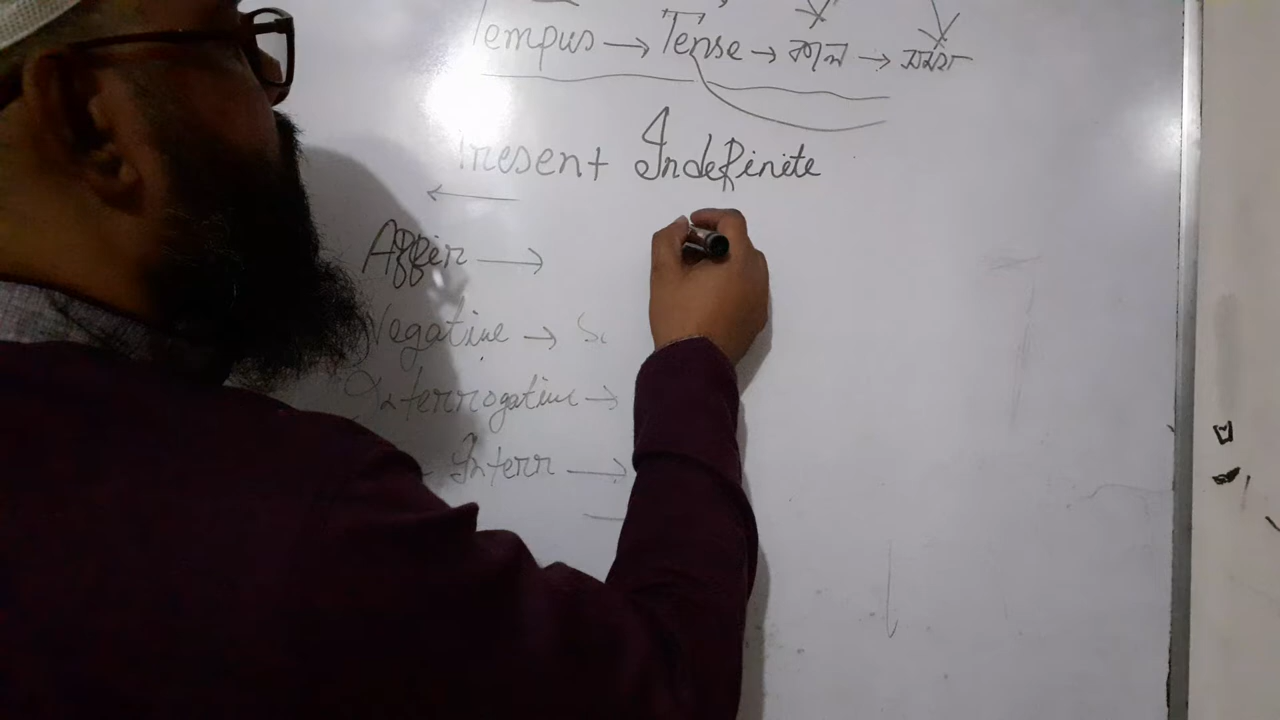 Tempus → Tense → কাল → সময়
Present Indefinite
Affir →
Negative →
Interrogative →
Interr →